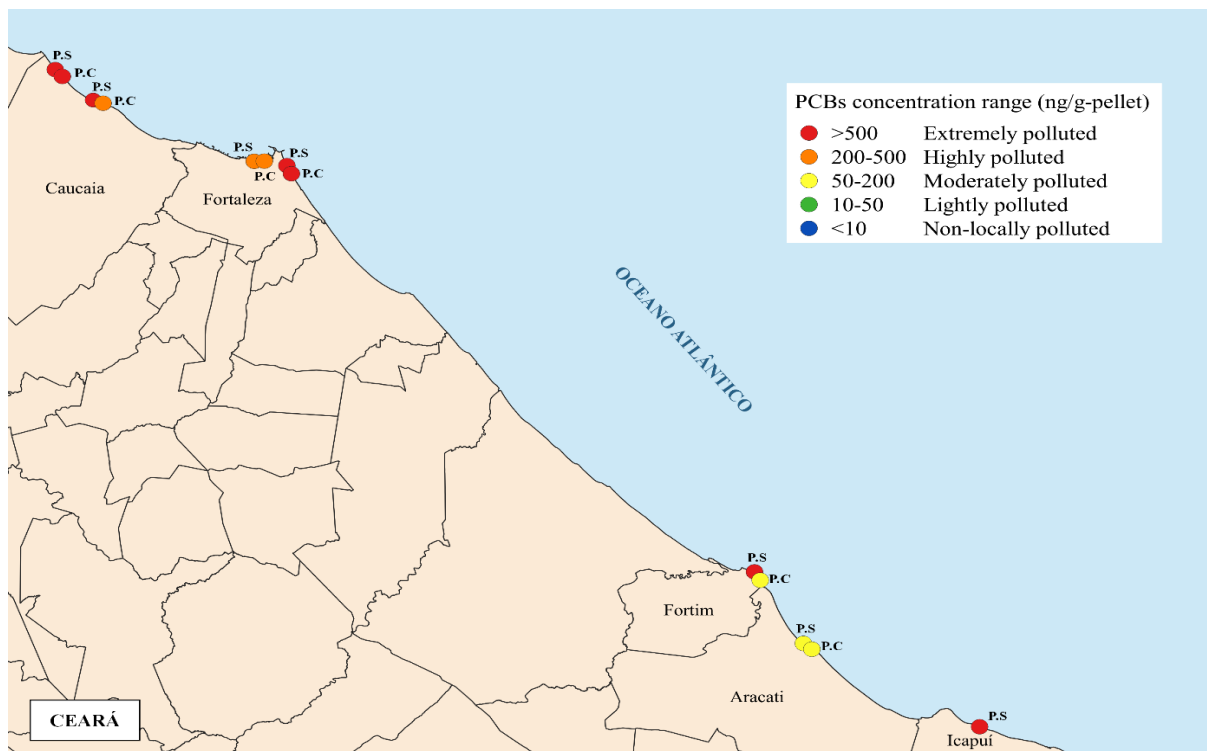 P.S
P.C
P.S
P.C
PCBs concentration range (ng/g-pellet)
>500 Extremely polluted
200-500 Highly polluted
50-200 Moderately polluted
10-50 Lightly polluted
<10 Non-locally polluted
P.S
P.S
P.C
P.C
Caucaia
Fortaleza
OCEANO ATLÂNTICO
P.S
P.C
Fortim
P.S
P.C
Aracati
P.S
Icapuí
CEARÁ